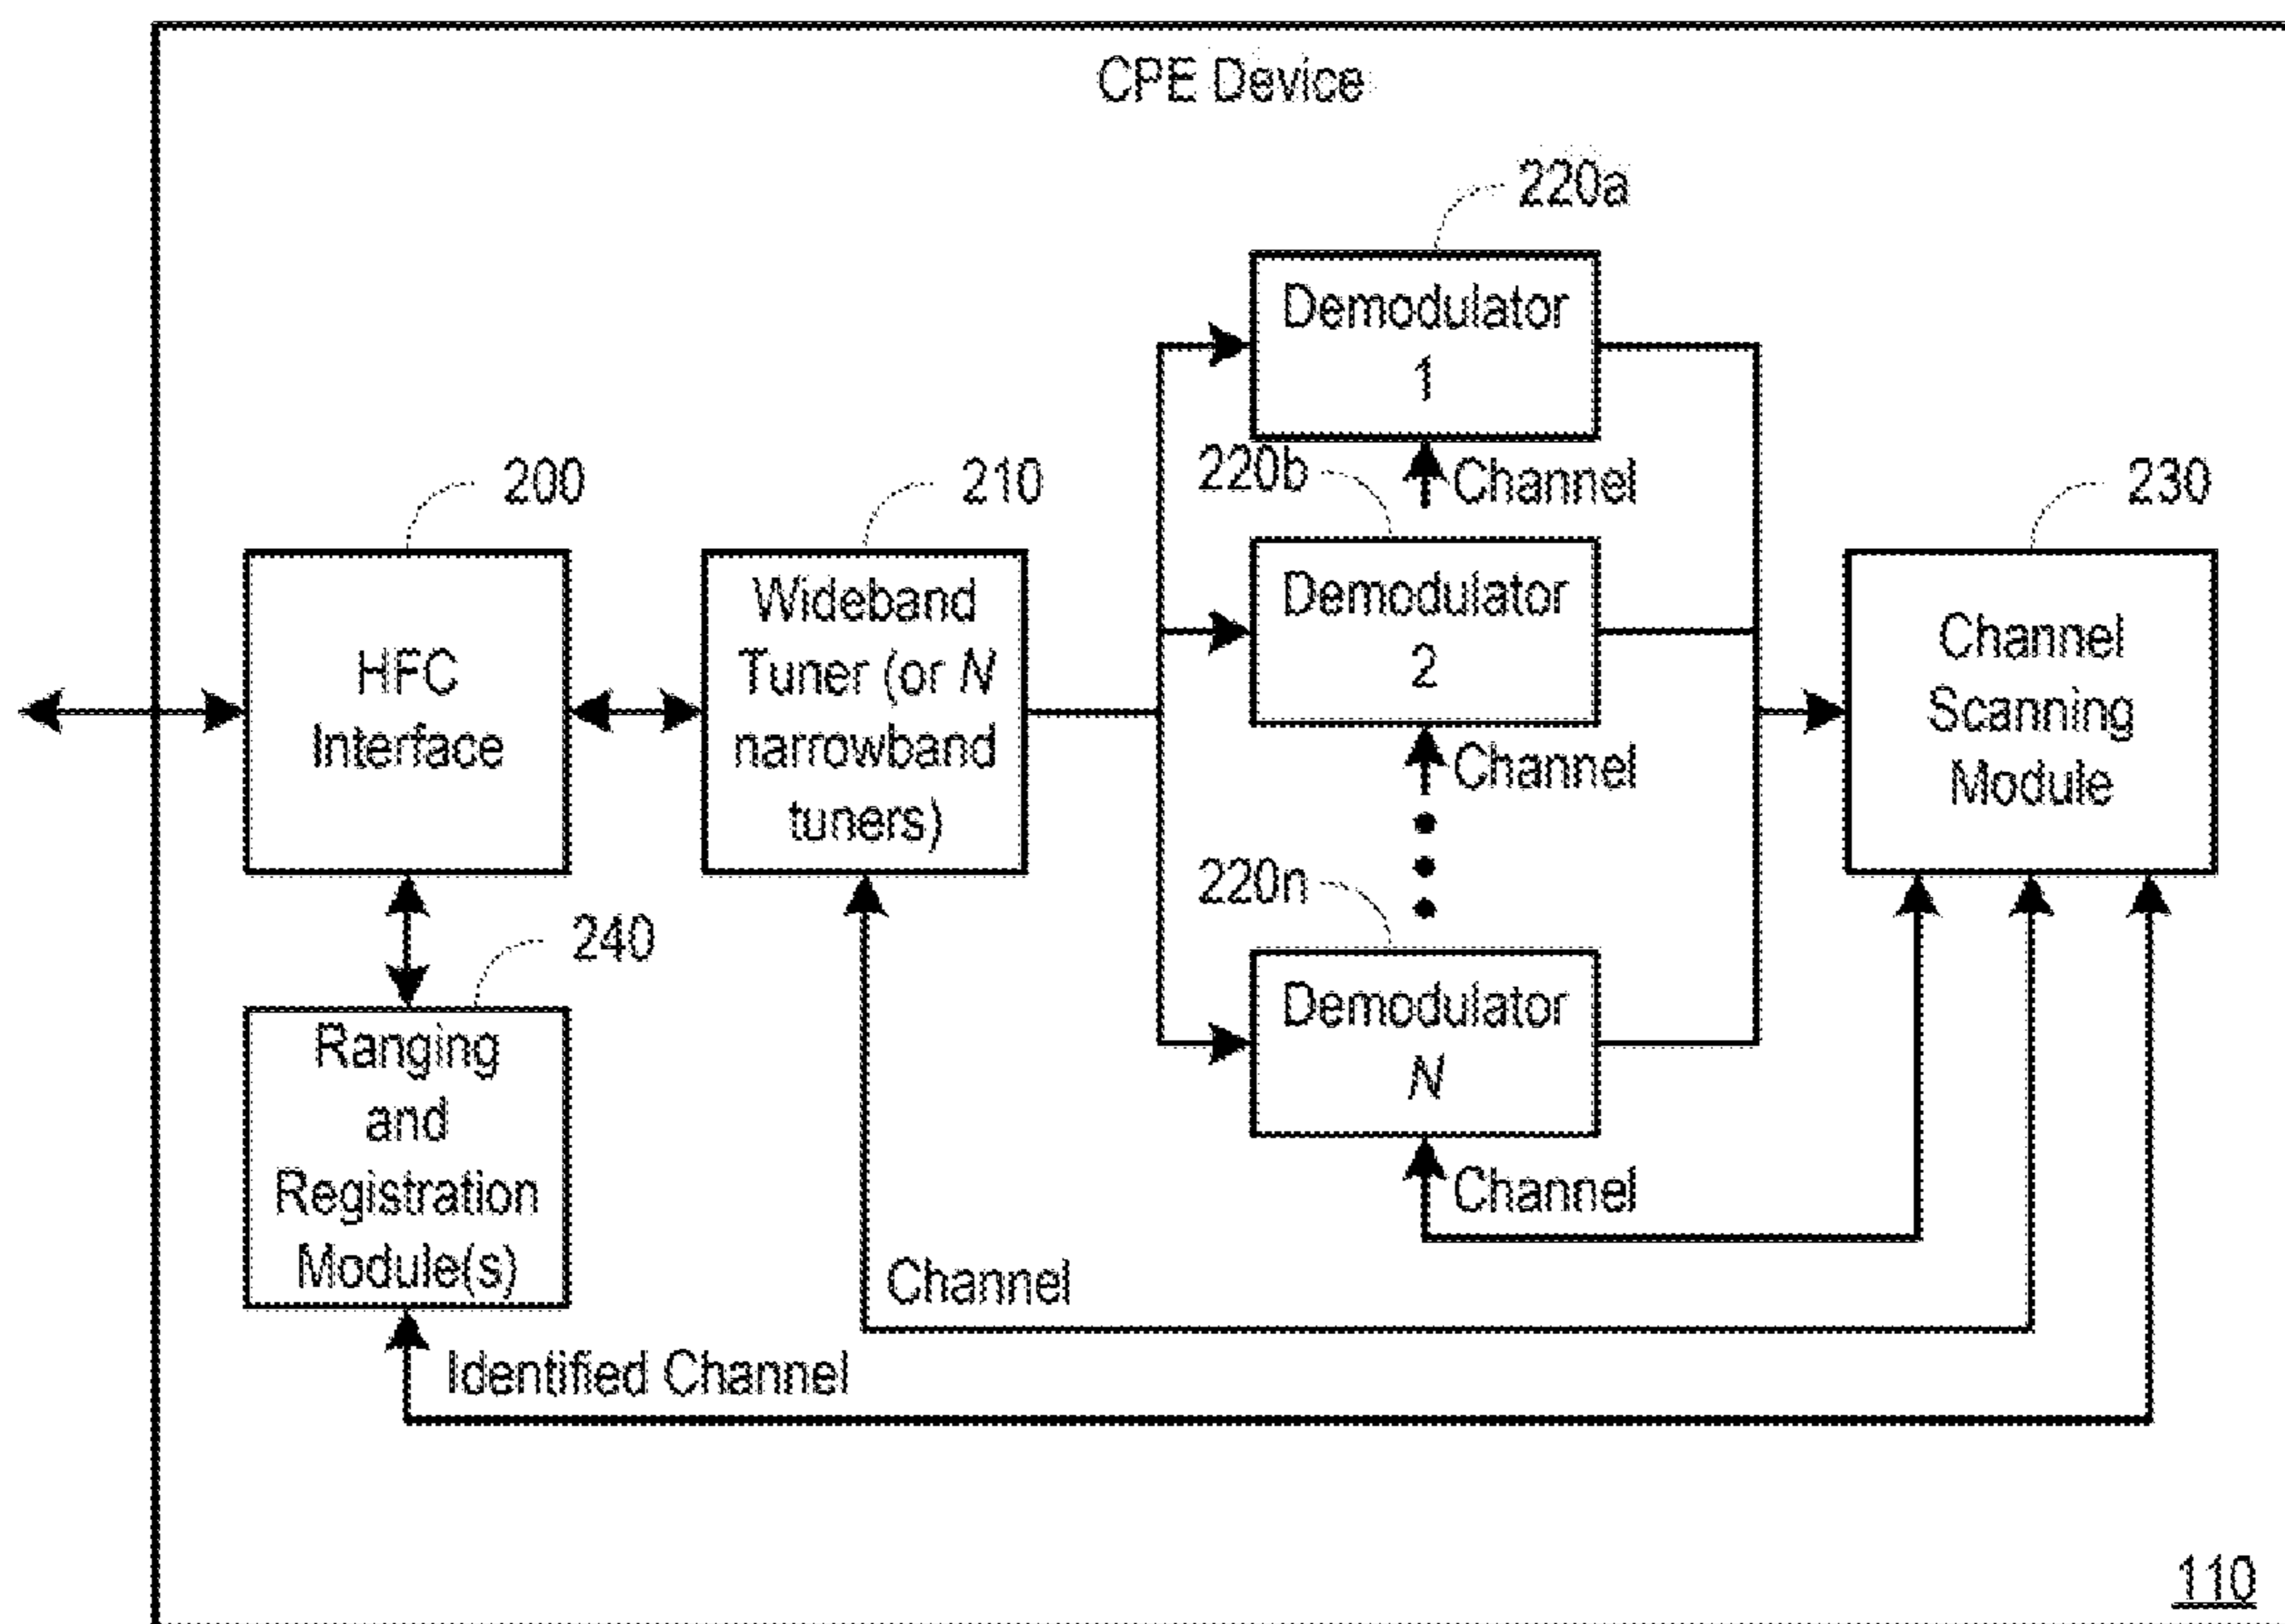 CPE Device
220a
Demodulator
1
Channel
200
210
220b
230
HFC
Interface
Wideband
Tuner (or N
narrowband
tuners)
Demodulator
2
Channel
Channel
Scanning
Module
240
220n
Ranging
and
Registration
Module(s)
Demodulator
N
Channel
Channel
Identified Channel
110